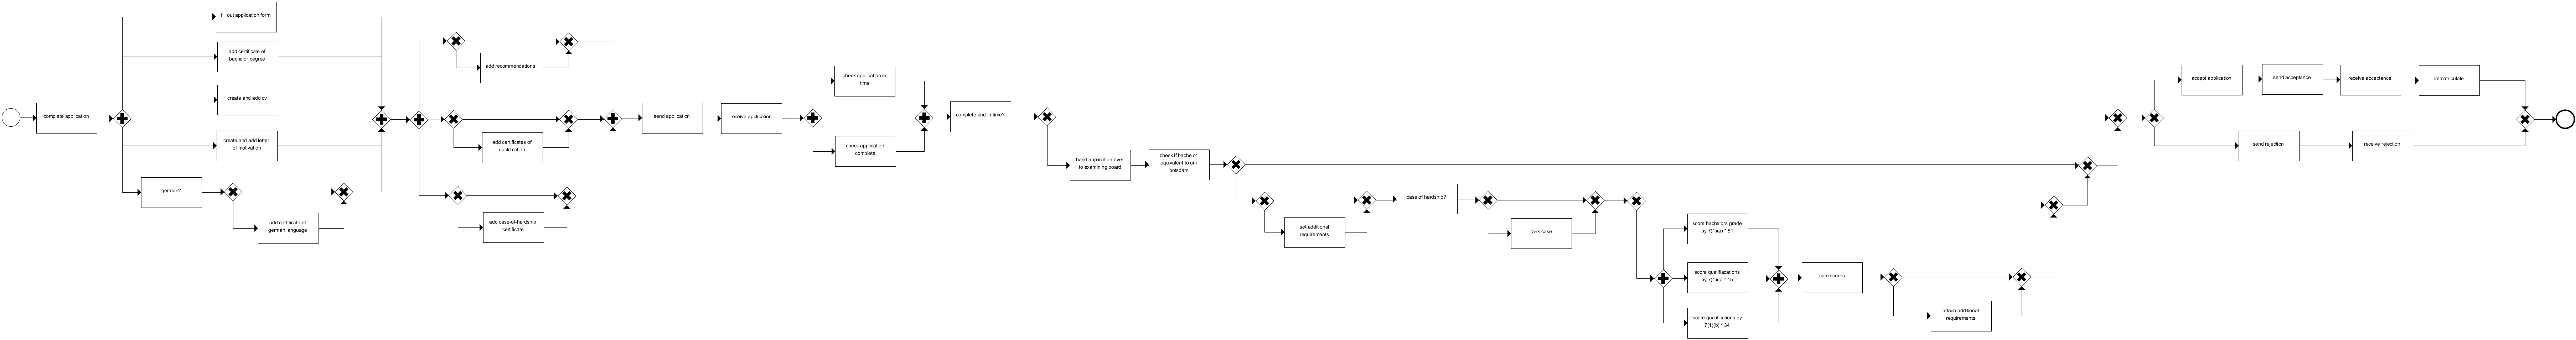 complete application
fill out application form
add certificate of
bachelor degree
create and add cv
create and add letter
of motivation
german?
add certificate of
german language
add recommendations
add certificates of
qualification
add case-of-hardship
certificate
send application
receive application
check application in
time
check application
complete
complete and in time?
hand application over
to examining board
check if bachelor
equivalent to uni
potsdam
set additional
requirements
case of hardship?
rank case
score bachelors grade
by 7(1)(a) * 51
score qualifiacations
by 7(1)(c) * 15
score qualifications by
7(1)(b) * 34
sum scores
attach additional
requirements
accept application
send acceptance
receive acceptance
immatriculate
send rejection
receive rejection